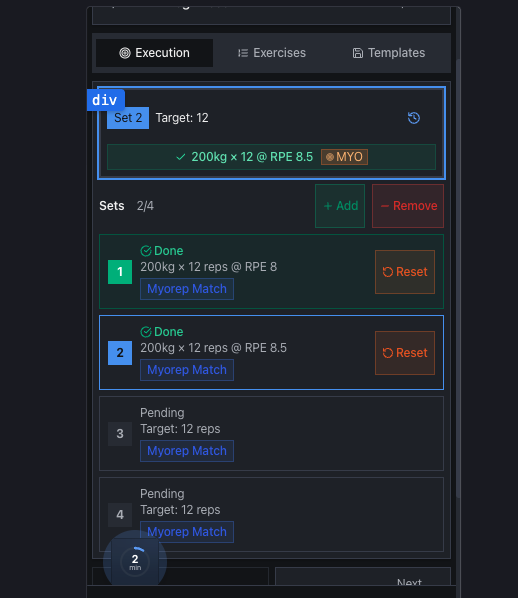 Execution
Exercises
Templates
div
Set 2 Target: 12
200kg × 12 @ RPE 8.5 MYO
Sets 2/4 + Add − Remove
Done
1 200kg × 12 reps @ RPE 8 Reset
Myorep Match
Done
2 200kg × 12 reps @ RPE 8.5 Reset
Myorep Match
Pending
3 Target: 12 reps
Myorep Match
Pending
4 Target: 12 reps
Myorep Match
2
min
Next